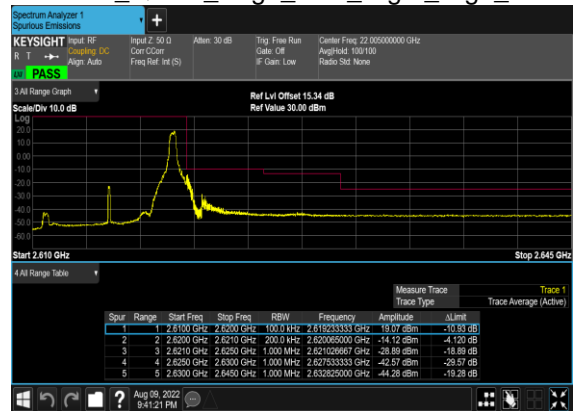 Spectrum Analyzer 1
Spurious Emissions
+
KEYSIGHT Input: RF Input Z: 50 Ω Atten: 30 dB Trig: Free Run Center Freq: 22.005000000 GHz
R T Coupling: DC Corr CCorr Gate: Off Avg|Hold: 100/100
Align: Auto Freq Ref: Int (S) IF Gain: Low Radio Std: None
PASS
3 All Range Graph
Ref Lvl Offset 15.34 dB
Scale/Div 10.0 dB Ref Value 30.00 dBm
Log
20.0
10.0
0.00
-10.0
-20.0
-30.0
-40.0
-50.0
-60.0
Start 2.610 GHz Stop 2.645 GHz
4 All Range Table
Measure Trace Trace 1
Trace Type Trace Average (Active)
Spur Range Start Freq Stop Freq RBW Frequency Amplitude ΔLimit
1 1 2.6100 GHz 2.6200 GHz 100.0 kHz 2.619233333 GHz 19.07 dBm -10.93 dB
2 2 2.6200 GHz 2.6210 GHz 200.0 kHz 2.620065000 GHz -14.12 dBm -4.120 dB
3 3 2.6210 GHz 2.6250 GHz 1.000 MHz 2.621026667 GHz -28.89 dBm -18.89 dB
4 4 2.6250 GHz 2.6300 GHz 1.000 MHz 2.627533333 GHz -42.57 dBm -29.57 dB
5 5 2.6300 GHz 2.6450 GHz 1.000 MHz 2.632825000 GHz -44.28 dBm -19.28 dB
? Aug 09, 2022
9:41:21 PM